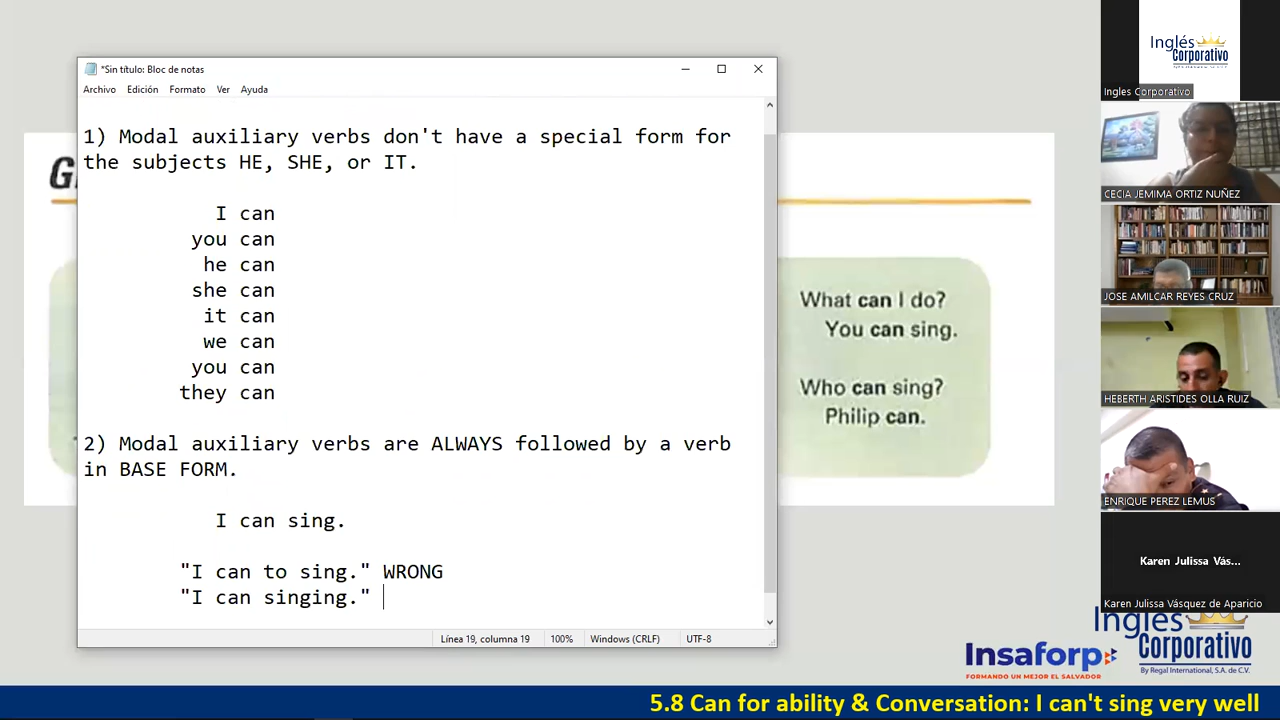 *Sin título: Bloc de notas
Archivo Edición Formato Ver Ayuda
1) Modal auxiliary verbs don't have a special form for
the subjects HE, SHE, or IT.
I can
you can
he can
she can
it can
we can
you can
they can
2) Modal auxiliary verbs are ALWAYS followed by a verb
in BASE FORM.
I can sing.
"I can to sing." WRONG
"I can singing."
Línea 19, columna 19 100% Windows (CRLF) UTF-8
G
What can I do?
You can sing.
Who can sing?
Philip can.
Inglés
Corporativo
Ingles Corporativo
CECIA JEMIMA ORTIZ NUÑEZ
JOSE AMILCAR REYES CRUZ
HEBERTH ARISTIDES OLLA RUIZ
ENRIQUE PEREZ LEMUS
Karen Julissa Vás...
Karen Julissa Vásquez de Aparicio
Inglés
Corporativo
By Regal International, S.A. de C.V.
Insaforp
FORMANDO UN MEJOR EL SALVADOR
5.8 Can for ability & Conversation: I can't sing very well